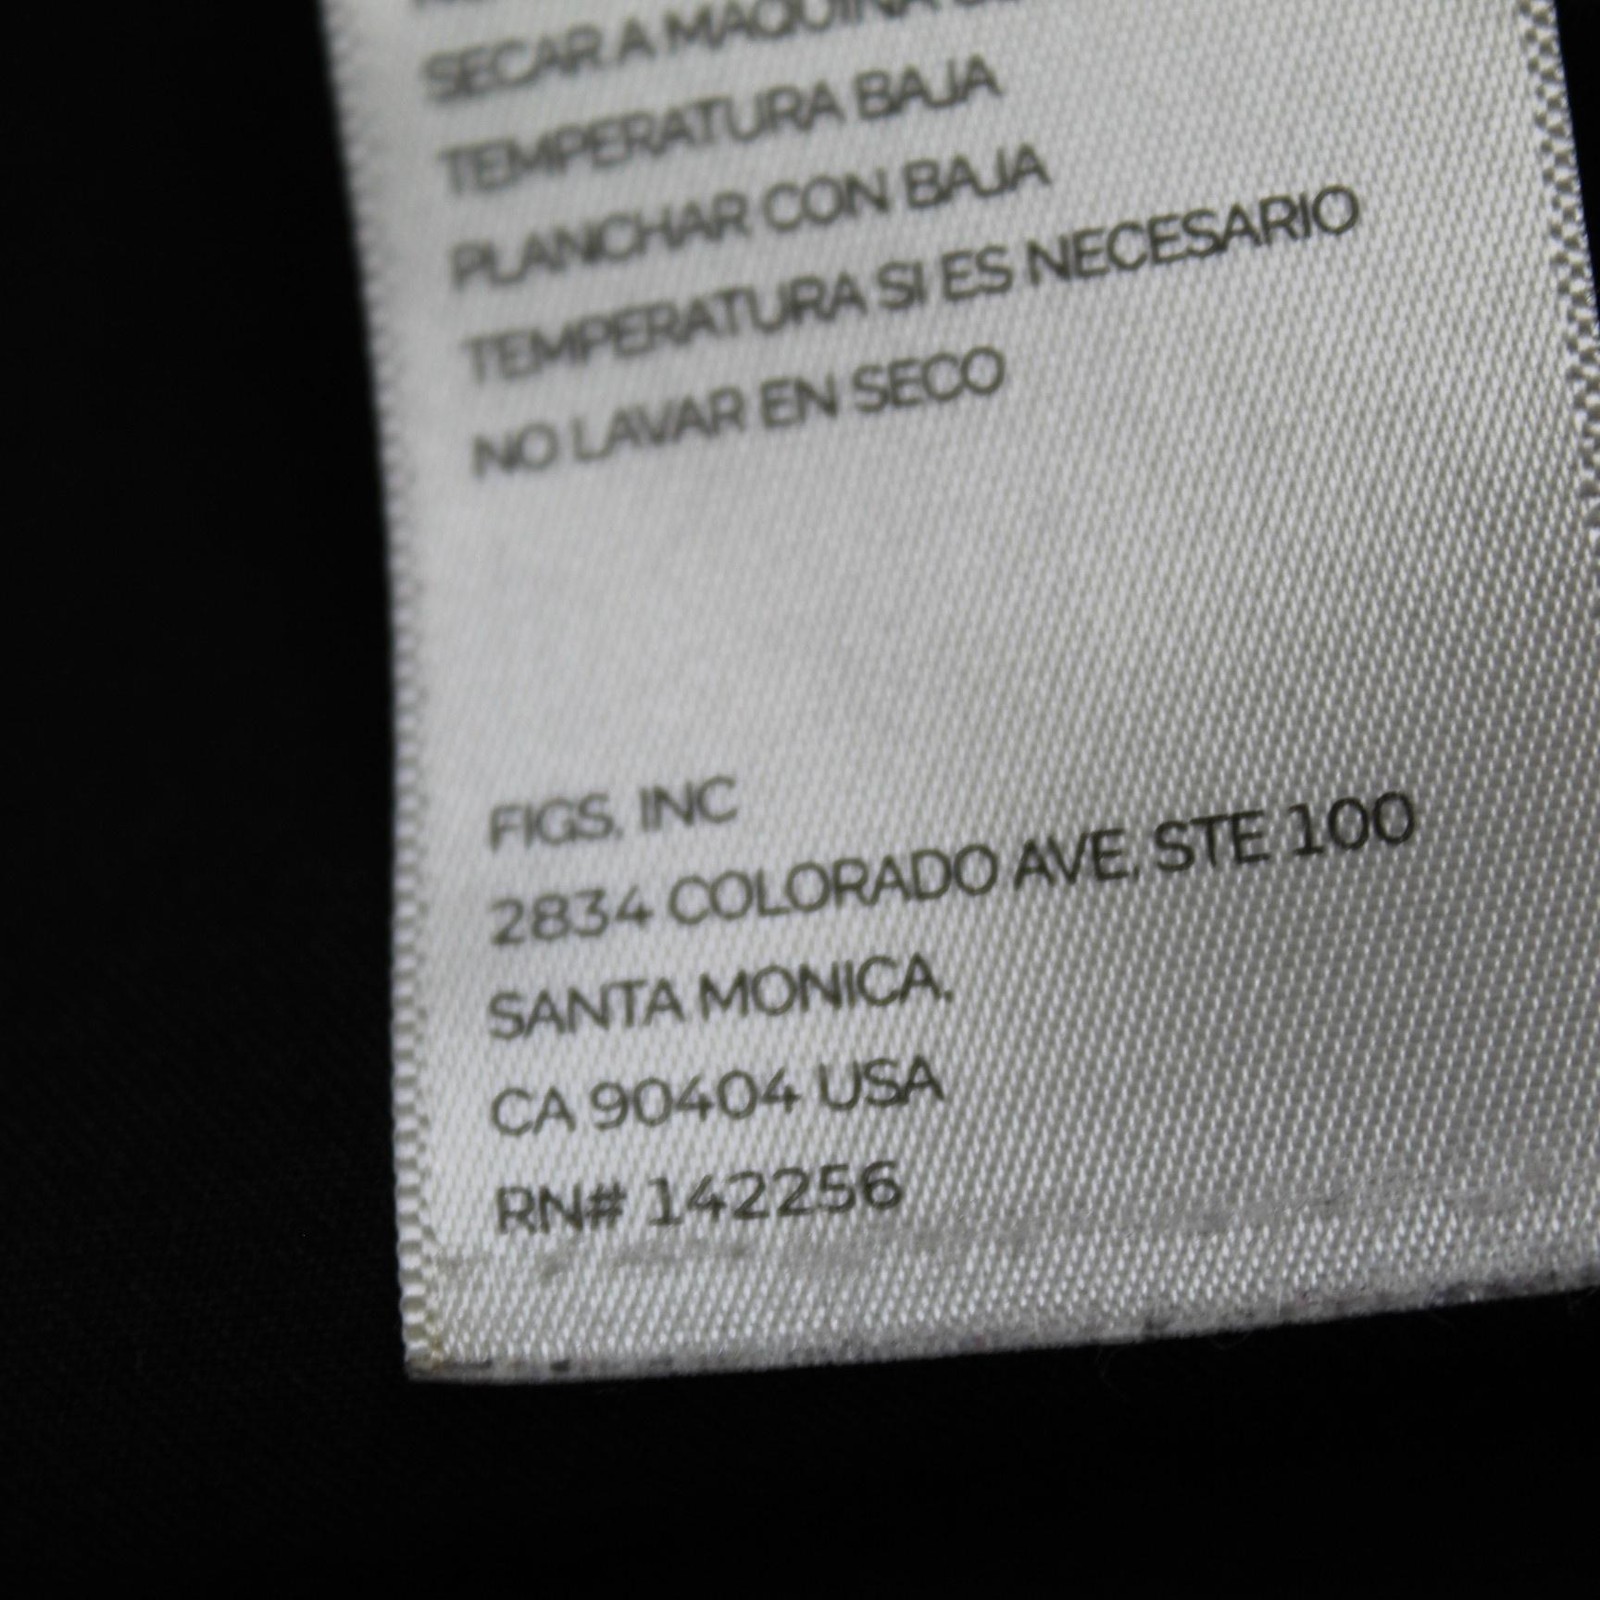 SECAR A MAQUINA
TEMPERATURA BAJA
PLANCHAR CON BAJA
TEMPERATURA SI ES NECESARIO
NO LAVAR EN SECO
FIGS, INC
2834 COLORADO AVE, STE 100
SANTA MONICA,
CA 90404 USA
RN# 142256